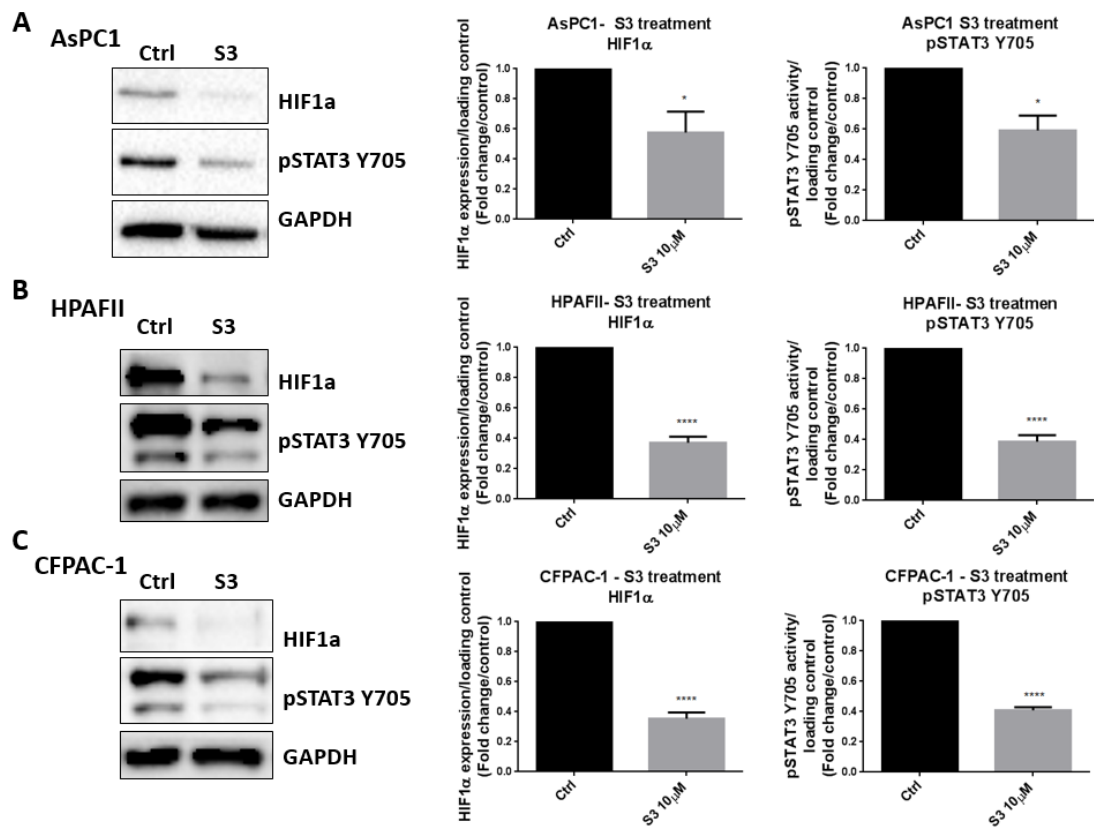 A
AsPC1
Ctrl S3
HIF1a
pSTAT3 Y705
GAPDH
AsPC1- S3 treatment
HIF1α
HIF1α expression/loading control
(Fold change/control)
1.0
0.8
0.6
0.4
0.2
0.0
*
Ctrl
S3 10μM
AsPC1 S3 treatment
pSTAT3 Y705
pSTAT3 Y705 activity/
loading control
(Fold change/control)
1.0
0.8
0.6
0.4
0.2
0.0
*
Ctrl
S3 10μM
B
HPAFII
Ctrl S3
HIF1a
pSTAT3 Y705
GAPDH
HPAFII- S3 treatment
HIF1α
HIF1α expression/loading control
(Fold change/control)
1.0
0.8
0.6
0.4
0.2
0.0
****
Ctrl
S3 10μM
HPAFII- S3 treatmen
pSTAT3 Y705
pSTAT3 Y705 activity/
loading control
(Fold change/control)
1.0
0.8
0.6
0.4
0.2
0.0
****
Ctrl
S3 10μM
C
CFPAC-1
Ctrl S3
HIF1a
pSTAT3 Y705
GAPDH
CFPAC-1 - S3 treatment
HIF1α
HIF1α expression/loading control
(Fold change/control)
1.0
0.8
0.6
0.4
0.2
0.0
****
Ctrl
S3 10μM
CFPAC-1 - S3 treatment
pSTAT3 Y705
pSTAT3 Y705 activity/
loading control
(Fold change/control)
1.0
0.8
0.6
0.4
0.2
0.0
****
Ctrl
S3 10μM